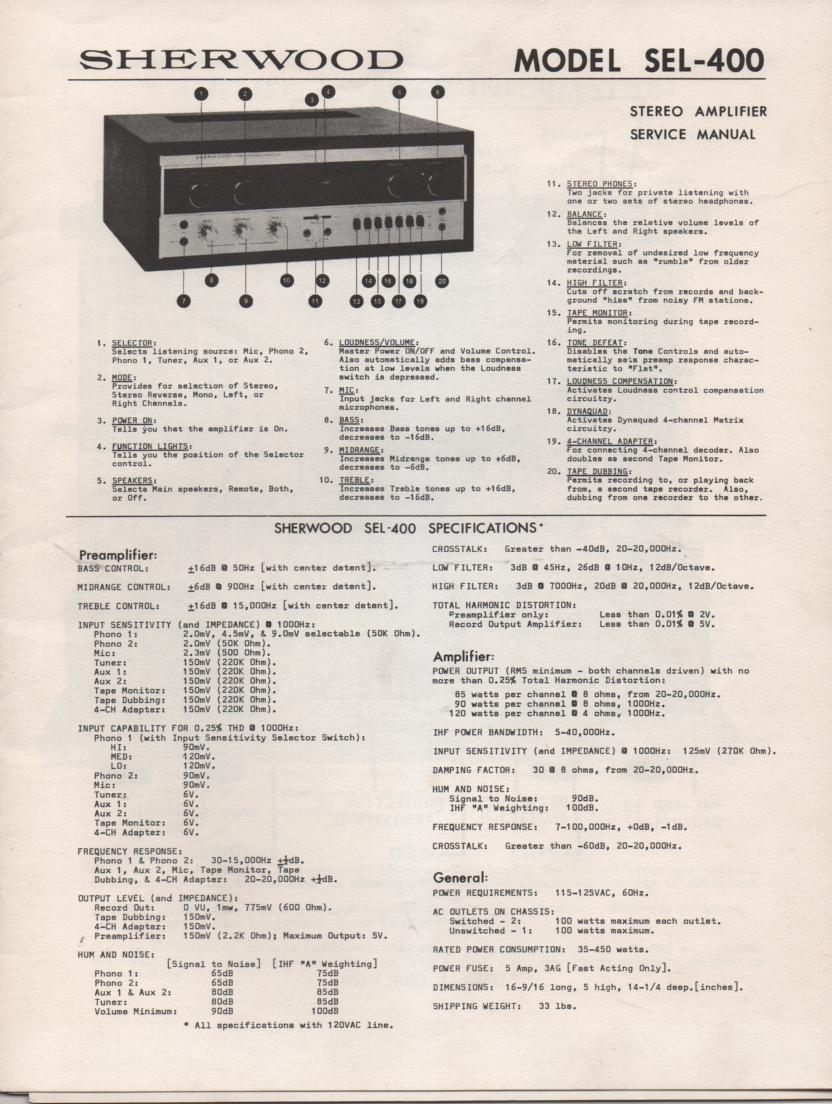 SHERWOOD MODEL SEL-400
STEREO AMPLIFIER
SERVICE MANUAL
1 2 3 4 5 6
SHERWOOD
7 8 9 10 11 12 13 14 15 16 17 18 19 20
1. SELECTOR:
Selects listening source: Mic, Phono 2,
Phono 1, Tuner, Aux 1, or Aux 2.
2. MODE:
Provides for selection of Stereo,
Stereo Reverse, Mono, Left, or
Right Channels.
3. POWER ON:
Tells you that the amplifier is On.
4. FUNCTION LIGHTS:
Tells you the position of the Selector
control.
5. SPEAKERS:
Selects Main speakers, Remote, Both,
or Off.
6. LOUDNESS/VOLUME:
Master Power ON/OFF and Volume Control.
Also automatically adds bass compensa-
tion at low levels when the Loudness
switch is depressed.
7. MIC:
Input jacks for Left and Right channel
microphones.
8. BASS:
Increases Bass tones up to +16dB,
decreases to -16dB.
9. MIDRANGE:
Increases Midrange tones up to +6dB,
decreases to -6dB.
10. TREBLE:
Increases Treble tones up to +16dB,
decreases to -16dB.
11. STEREO PHONES:
Two jacks for private listening with
one or two sets of stereo headphones.
12. BALANCE:
Balances the relative volume levels of
the Left and Right speakers.
13. LOW FILTER:
For removal of undesired low frequency
material such as "rumble" from older
recordings.
14. HIGH FILTER:
Cuts off scratch from records and back-
ground "hiss" from noisy FM stations.
15. TAPE MONITOR:
Permits monitoring during tape record-
ing.
16. TONE DEFEAT:
Disables the Tone Controls and auto-
matically sets preamp response charac-
teristic to "Flat".
17. LOUDNESS COMPENSATION:
Activates Loudness control compensation
circuitry.
18. DYNAQUAD:
Activates Dynaquad 4-channel Matrix
circuitry.
19. 4-CHANNEL ADAPTER:
For connecting 4-channel decoder. Also
doubles as second Tape Monitor.
20. TAPE DUBBING:
Permits recording to, or playing back
from, a second tape recorder. Also,
dubbing from one recorder to the other.
SHERWOOD SEL-400 SPECIFICATIONS*
Preamplifier:
BASS CONTROL: ±16dB @ 50Hz [with center detent].
MIDRANGE CONTROL: ±6dB @ 900Hz [with center detent].
TREBLE CONTROL: ±16dB @ 15,000Hz [with center detent].
INPUT SENSITIVITY (and IMPEDANCE) @ 1000Hz:
Phono 1: 2.0mV, 4.5mV, & 9.0mV selectable (50K Ohm).
Phono 2: 2.0mV (50K Ohm).
Mic: 2.3mV (500 Ohm).
Tuner: 150mV (220K Ohm).
Aux 1: 150mV (220K Ohm).
Aux 2: 150mV (220K Ohm).
Tape Monitor: 150mV (220K Ohm).
Tape Dubbing: 150mV (220K Ohm).
4-CH Adapter: 150mV (220K Ohm).
INPUT CAPABILITY FOR 0.25% THD @ 1000Hz:
Phono 1 (with Input Sensitivity Selector Switch):
HI: 90mV.
MED: 120mV.
LO: 120mV.
Phono 2: 90mV.
Mic: 90mV.
Tuner: 6V.
Aux 1: 6V.
Aux 2: 6V.
Tape Monitor: 6V.
4-CH Adapter: 6V.
FREQUENCY RESPONSE:
Phono 1 & Phono 2: 30-15,000Hz ±½dB.
Aux 1, Aux 2, Mic, Tape Monitor, Tape
Dubbing, & 4-CH Adapter: 20-20,000Hz ±½dB.
OUTPUT LEVEL (and IMPEDANCE):
Record Out: 0 VU, 1mw, 775mV (600 Ohm).
Tape Dubbing: 150mV.
4-CH Adapter: 150mV.
Preamplifier: 150mV (2.2K Ohm); Maximum Output: 5V.
HUM AND NOISE:
[Signal to Noise] [IHF "A" Weighting]
Phono 1: 65dB 75dB
Phono 2: 65dB 75dB
Aux 1 & Aux 2: 80dB 85dB
Tuner: 80dB 85dB
Volume Minimum: 90dB 100dB
* All specifications with 120VAC line.
CROSSTALK: Greater than -40dB, 20-20,000Hz.
LOW FILTER: 3dB @ 45Hz, 26dB @ 10Hz, 12dB/Octave.
HIGH FILTER: 3dB @ 7000Hz, 20dB @ 20,000Hz, 12dB/Octave.
TOTAL HARMONIC DISTORTION:
Preamplifier only: Less than 0.01% @ 2V.
Record Output Amplifier: Less than 0.01% @ 5V.
Amplifier:
POWER OUTPUT (RMS minimum - both channels driven) with no
more than 0.25% Total Harmonic Distortion:
85 watts per channel @ 8 ohms, from 20-20,000Hz.
90 watts per channel @ 8 ohms, 1000Hz.
120 watts per channel @ 4 ohms, 1000Hz.
IHF POWER BANDWIDTH: 5-40,000Hz.
INPUT SENSITIVITY (and IMPEDANCE) @ 1000Hz: 125mV (270K Ohm).
DAMPING FACTOR: 30 @ 8 ohms, from 20-20,000Hz.
HUM AND NOISE:
Signal to Noise: 90dB.
IHF "A" Weighting: 100dB.
FREQUENCY RESPONSE: 7-100,000Hz, +0dB, -1dB.
CROSSTALK: Greater than -60dB, 20-20,000Hz.
General:
POWER REQUIREMENTS: 115-125VAC, 60Hz.
AC OUTLETS ON CHASSIS:
Switched - 2: 100 watts maximum each outlet.
Unswitched - 1: 100 watts maximum.
RATED POWER CONSUMPTION: 35-450 watts.
POWER FUSE: 5 Amp, 3AG [Fast Acting Only].
DIMENSIONS: 16-9/16 long, 5 high, 14-1/4 deep.[inches].
SHIPPING WEIGHT: 33 lbs.